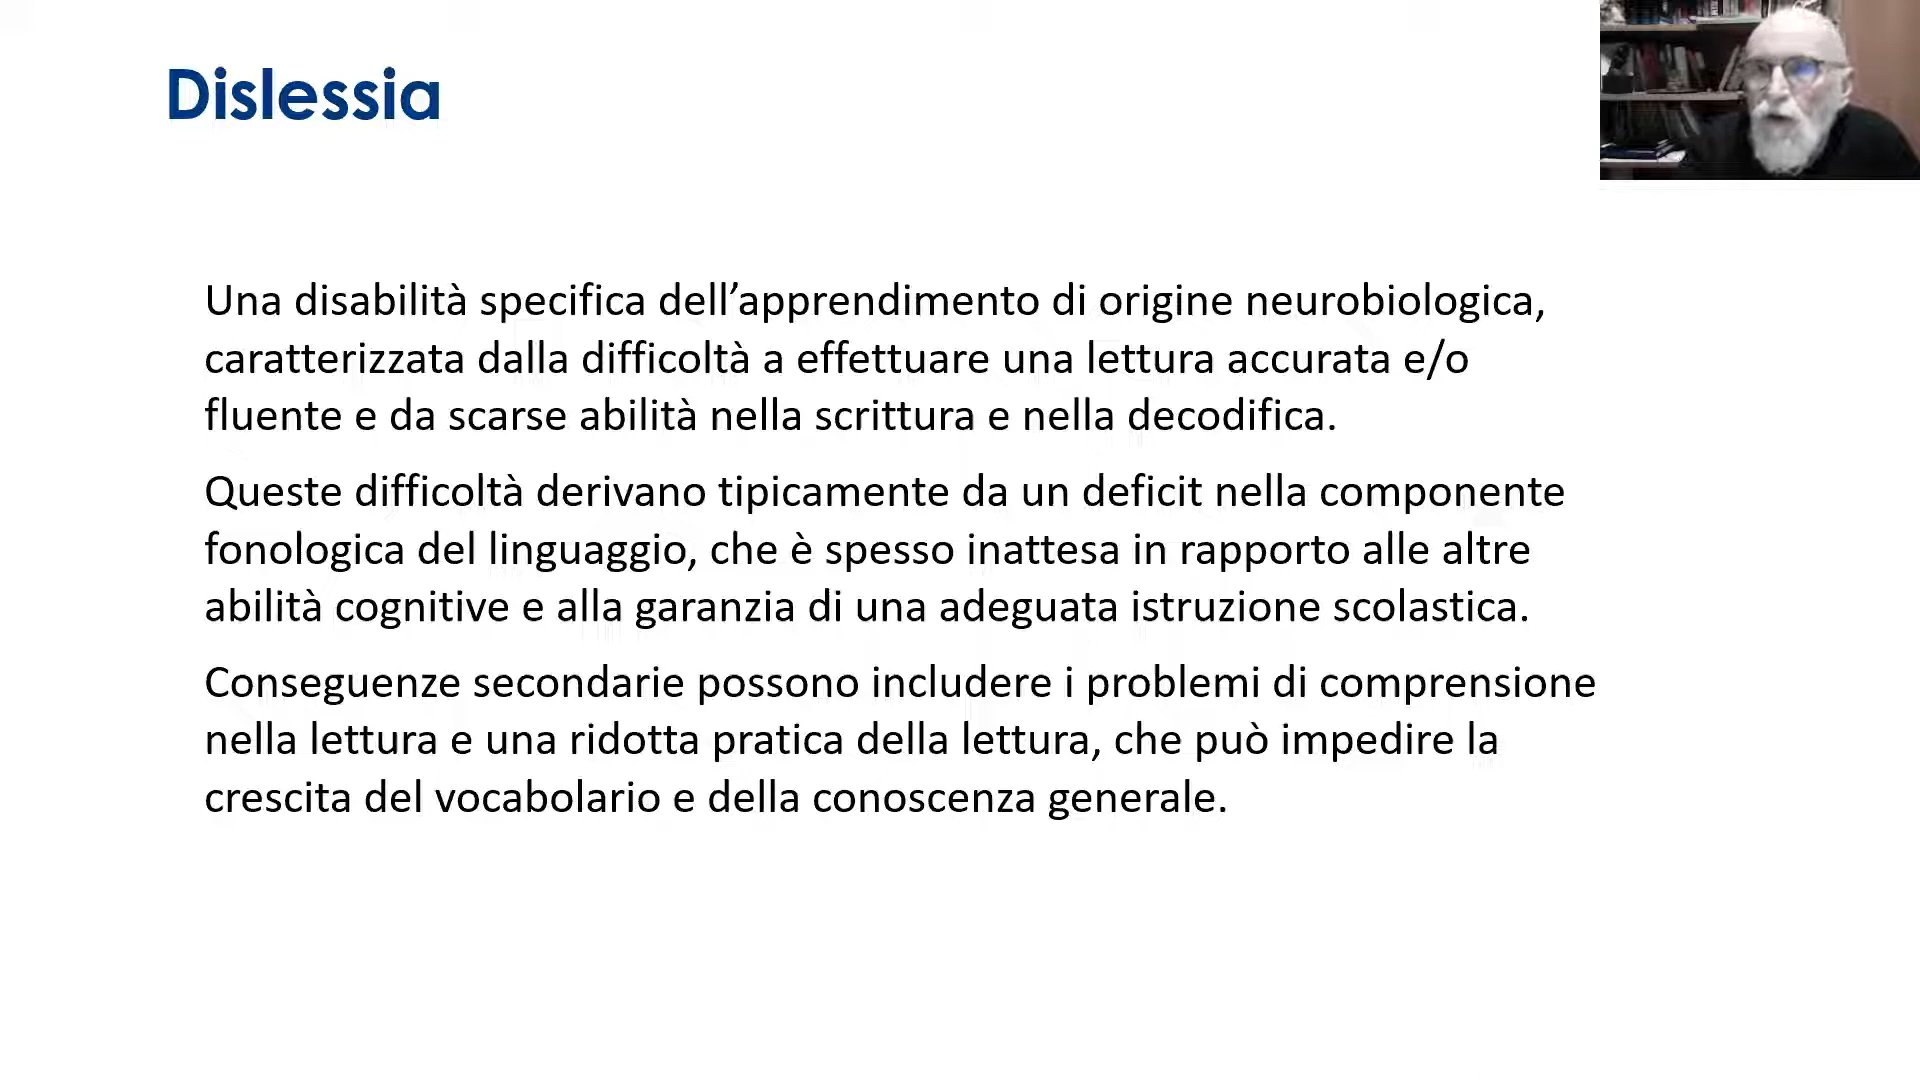 Dislessia
Una disabilità specifica dell’apprendimento di origine neurobiologica,
caratterizzata dalla difficoltà a effettuare una lettura accurata e/o
fluente e da scarse abilità nella scrittura e nella decodifica.
Queste difficoltà derivano tipicamente da un deficit nella componente
fonologica del linguaggio, che è spesso inattesa in rapporto alle altre
abilità cognitive e alla garanzia di una adeguata istruzione scolastica.
Conseguenze secondarie possono includere i problemi di comprensione
nella lettura e una ridotta pratica della lettura, che può impedire la
crescita del vocabolario e della conoscenza generale.